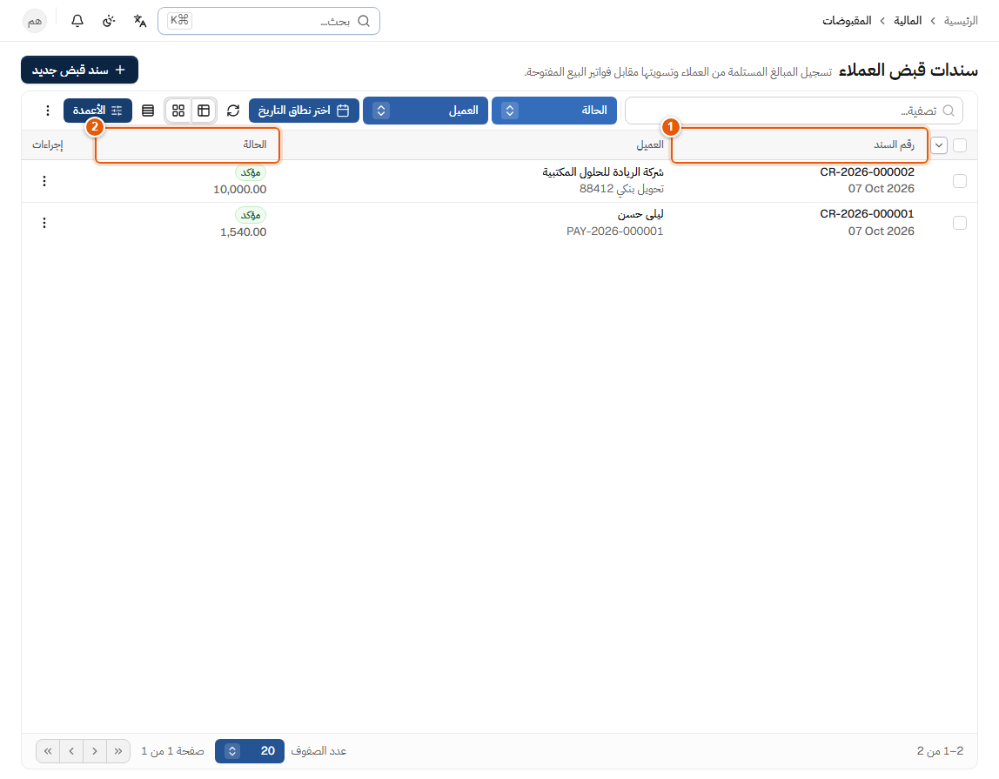 الرئيسية > المالية > المقبوضات
بحث... ⌘K
هم
سندات قبض العملاء تسجيل المبالغ المستلمة من العملاء وتسويتها مقابل فواتير البيع المفتوحة.
+ سند قبض جديد
تصفية...
الحالة
العميل
اختر نطاق التاريخ
الأعمدة
1
2
رقم السند العميل الحالة إجراءات
CR-2026-000002 شركة الريادة للحلول المكتبية مؤكد
07 Oct 2026 تحويل بنكي 88412 10,000.00
CR-2026-000001 ليلى حسن مؤكد
07 Oct 2026 PAY-2026-000001 1,540.00
1–2 من 2
عدد الصفوف 20 صفحة 1 من 1